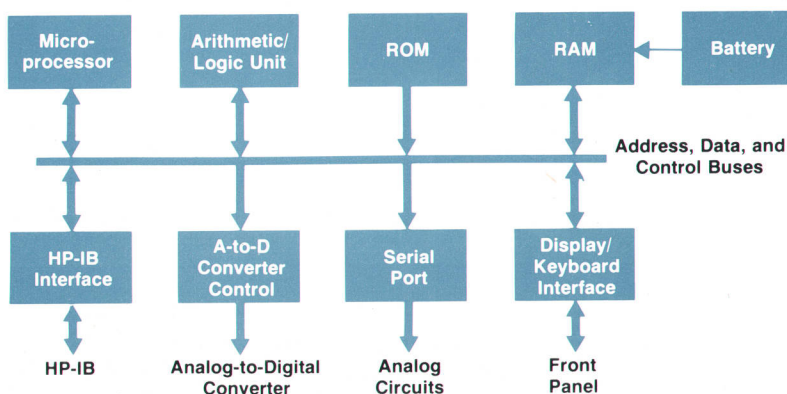 Micro-
processor
Arithmetic/
Logic Unit
ROM
RAM
Battery
Address, Data, and
Control Buses
HP-IB
Interface
A-to-D
Converter
Control
Serial
Port
Display/
Keyboard
Interface
HP-IB
Analog-to-Digital
Converter
Analog
Circuits
Front
Panel